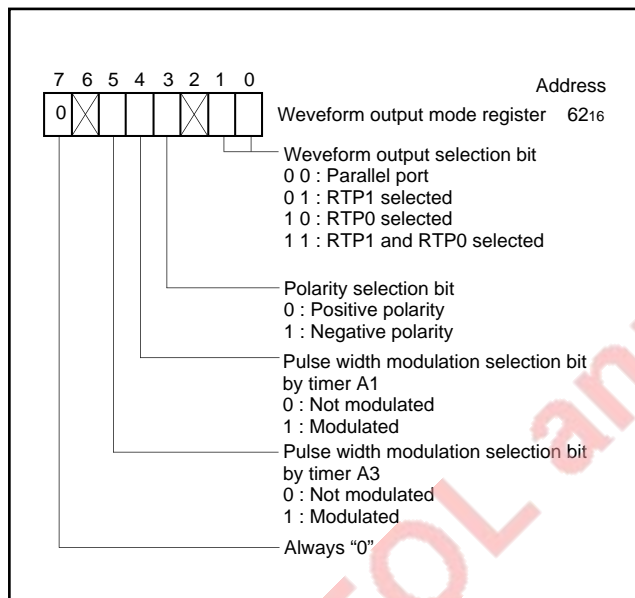 7 6 5 4 3 2 1 0
Address
0
Weveform output mode register 62₁₆
Weveform output selection bit
0 0 : Parallel port
0 1 : RTP1 selected
1 0 : RTP0 selected
1 1 : RTP1 and RTP0 selected
Polarity selection bit
0 : Positive polarity
1 : Negative polarity
Pulse width modulation selection bit
by timer A1
0 : Not modulated
1 : Modulated
Pulse width modulation selection bit
by timer A3
0 : Not modulated
1 : Modulated
Always “0”